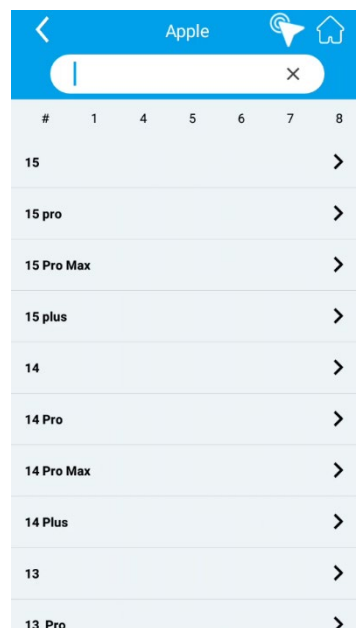 Apple
# 1 4 5 6 7 8
15
15 pro
15 Pro Max
15 plus
14
14 Pro
14 Pro Max
14 Plus
13
13 Pro